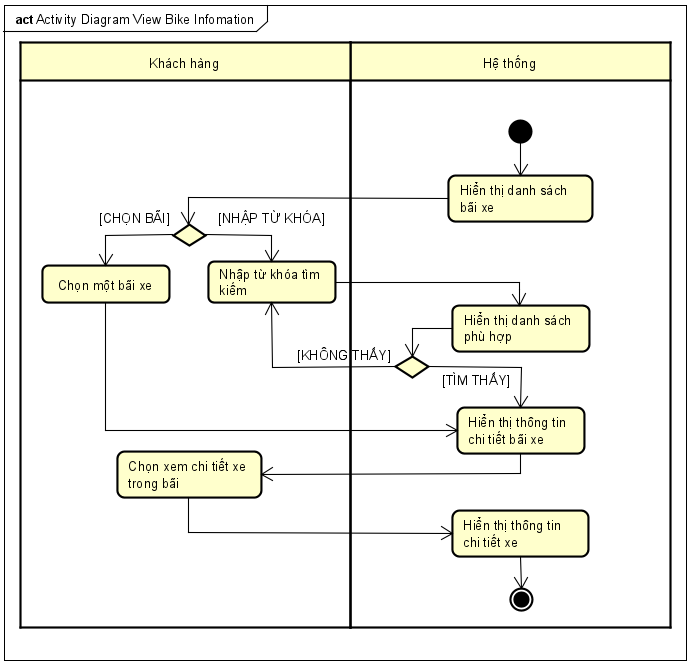 act Activity Diagram View Bike Infomation
Khách hàng
Hệ thống
Hiển thị danh sách
bãi xe
[CHỌN BÃI]
[NHẬP TỪ KHÓA]
Chọn một bãi xe
Nhập từ khóa tìm
kiếm
Hiển thị danh sách
phù hợp
[KHÔNG THẤY]
[TÌM THẤY]
Hiển thị thông tin
chi tiết bãi xe
Chọn xem chi tiết xe
trong bãi
Hiển thị thông tin
chi tiết xe